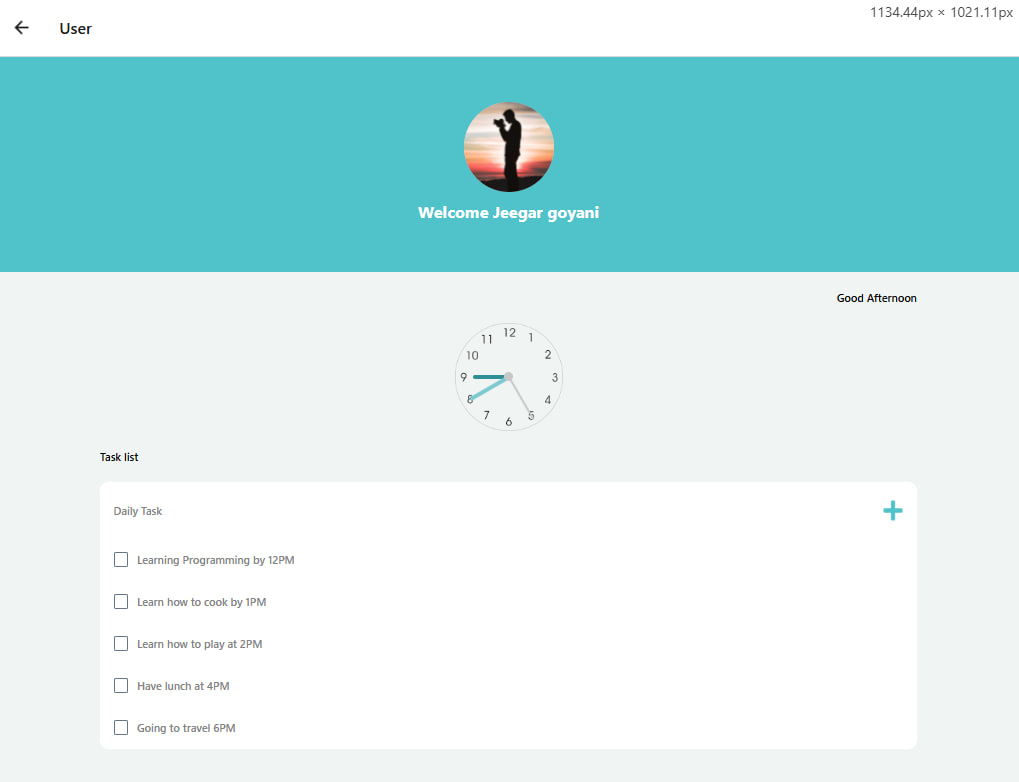 1134.44px × 1021.11px
User
Welcome Jeegar goyani
Good Afternoon
12
11
1
10
2
9
3
8
4
7
5
6
Task list
Daily Task
Learning Programming by 12PM
Learn how to cook by 1PM
Learn how to play at 2PM
Have lunch at 4PM
Going to travel 6PM